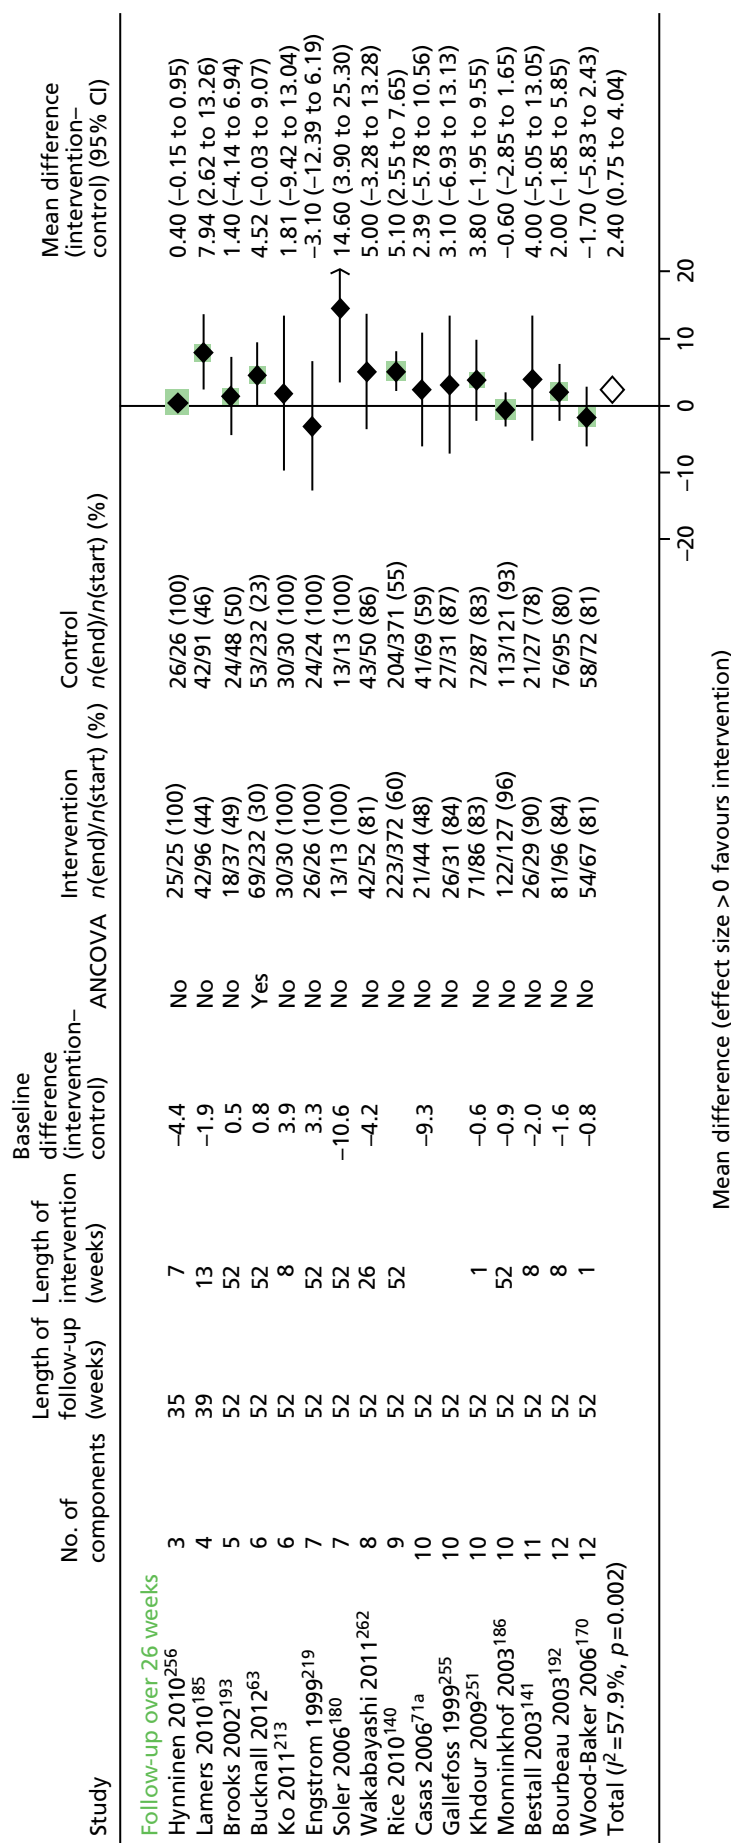 Study No. of components Length of follow-up (weeks) Length of intervention (weeks) Baseline difference (intervention–control) ANCOVA Intervention n(end)/n(start) (%) Control n(end)/n(start) (%) Mean difference (intervention–control) (95% CI)
Follow-up over 26 weeks
Hynninen 2010256 3 35 7 −4.4 No 25/25 (100) 26/26 (100) 0.40 (−0.15 to 0.95)
Lamers 2010185 4 39 13 −1.9 No 42/96 (44) 42/91 (46) 7.94 (2.62 to 13.26)
Brooks 2002193 5 52 52 0.5 No 18/37 (49) 24/48 (50) 1.40 (−4.14 to 6.94)
Bucknall 201263 6 52 52 0.8 Yes 69/232 (30) 53/232 (23) 4.52 (−0.03 to 9.07)
Ko 2011213 6 52 8 3.9 No 30/30 (100) 30/30 (100) 1.81 (−9.42 to 13.04)
Engstrom 1999219 7 52 52 3.3 No 26/26 (100) 24/24 (100) −3.10 (−12.39 to 6.19)
Soler 2006180 7 52 52 −10.6 No 13/13 (100) 13/13 (100) 14.60 (3.90 to 25.30)
Wakabayashi 2011262 8 52 26 −4.2 No 42/52 (81) 43/50 (86) 5.00 (−3.28 to 13.28)
Rice 2010140 9 52 52 No 223/372 (60) 204/371 (55) 5.10 (2.55 to 7.65)
Casas 200671a 10 52 −9.3 No 21/44 (48) 41/69 (59) 2.39 (−5.78 to 10.56)
Gallefoss 1999255 10 52 No 26/31 (84) 27/31 (87) 3.10 (−6.93 to 13.13)
Khdour 2009251 10 52 1 −0.6 No 71/86 (83) 72/87 (83) 3.80 (−1.95 to 9.55)
Monninkhof 2003186 10 52 52 −0.9 No 122/127 (96) 113/121 (93) −0.60 (−2.85 to 1.65)
Bestall 2003141 11 52 8 −2.0 No 26/29 (90) 21/27 (78) 4.00 (−5.05 to 13.05)
Bourbeau 2003192 12 52 8 −1.6 No 81/96 (84) 76/95 (80) 2.00 (−1.85 to 5.85)
Wood-Baker 2006170 12 52 1 −0.8 No 54/67 (81) 58/72 (81) −1.70 (−5.83 to 2.43)
Total (I2=57.9%, p=0.002) 2.40 (0.75 to 4.04)
−20 −10 0 10 20
Mean difference (effect size >0 favours intervention)